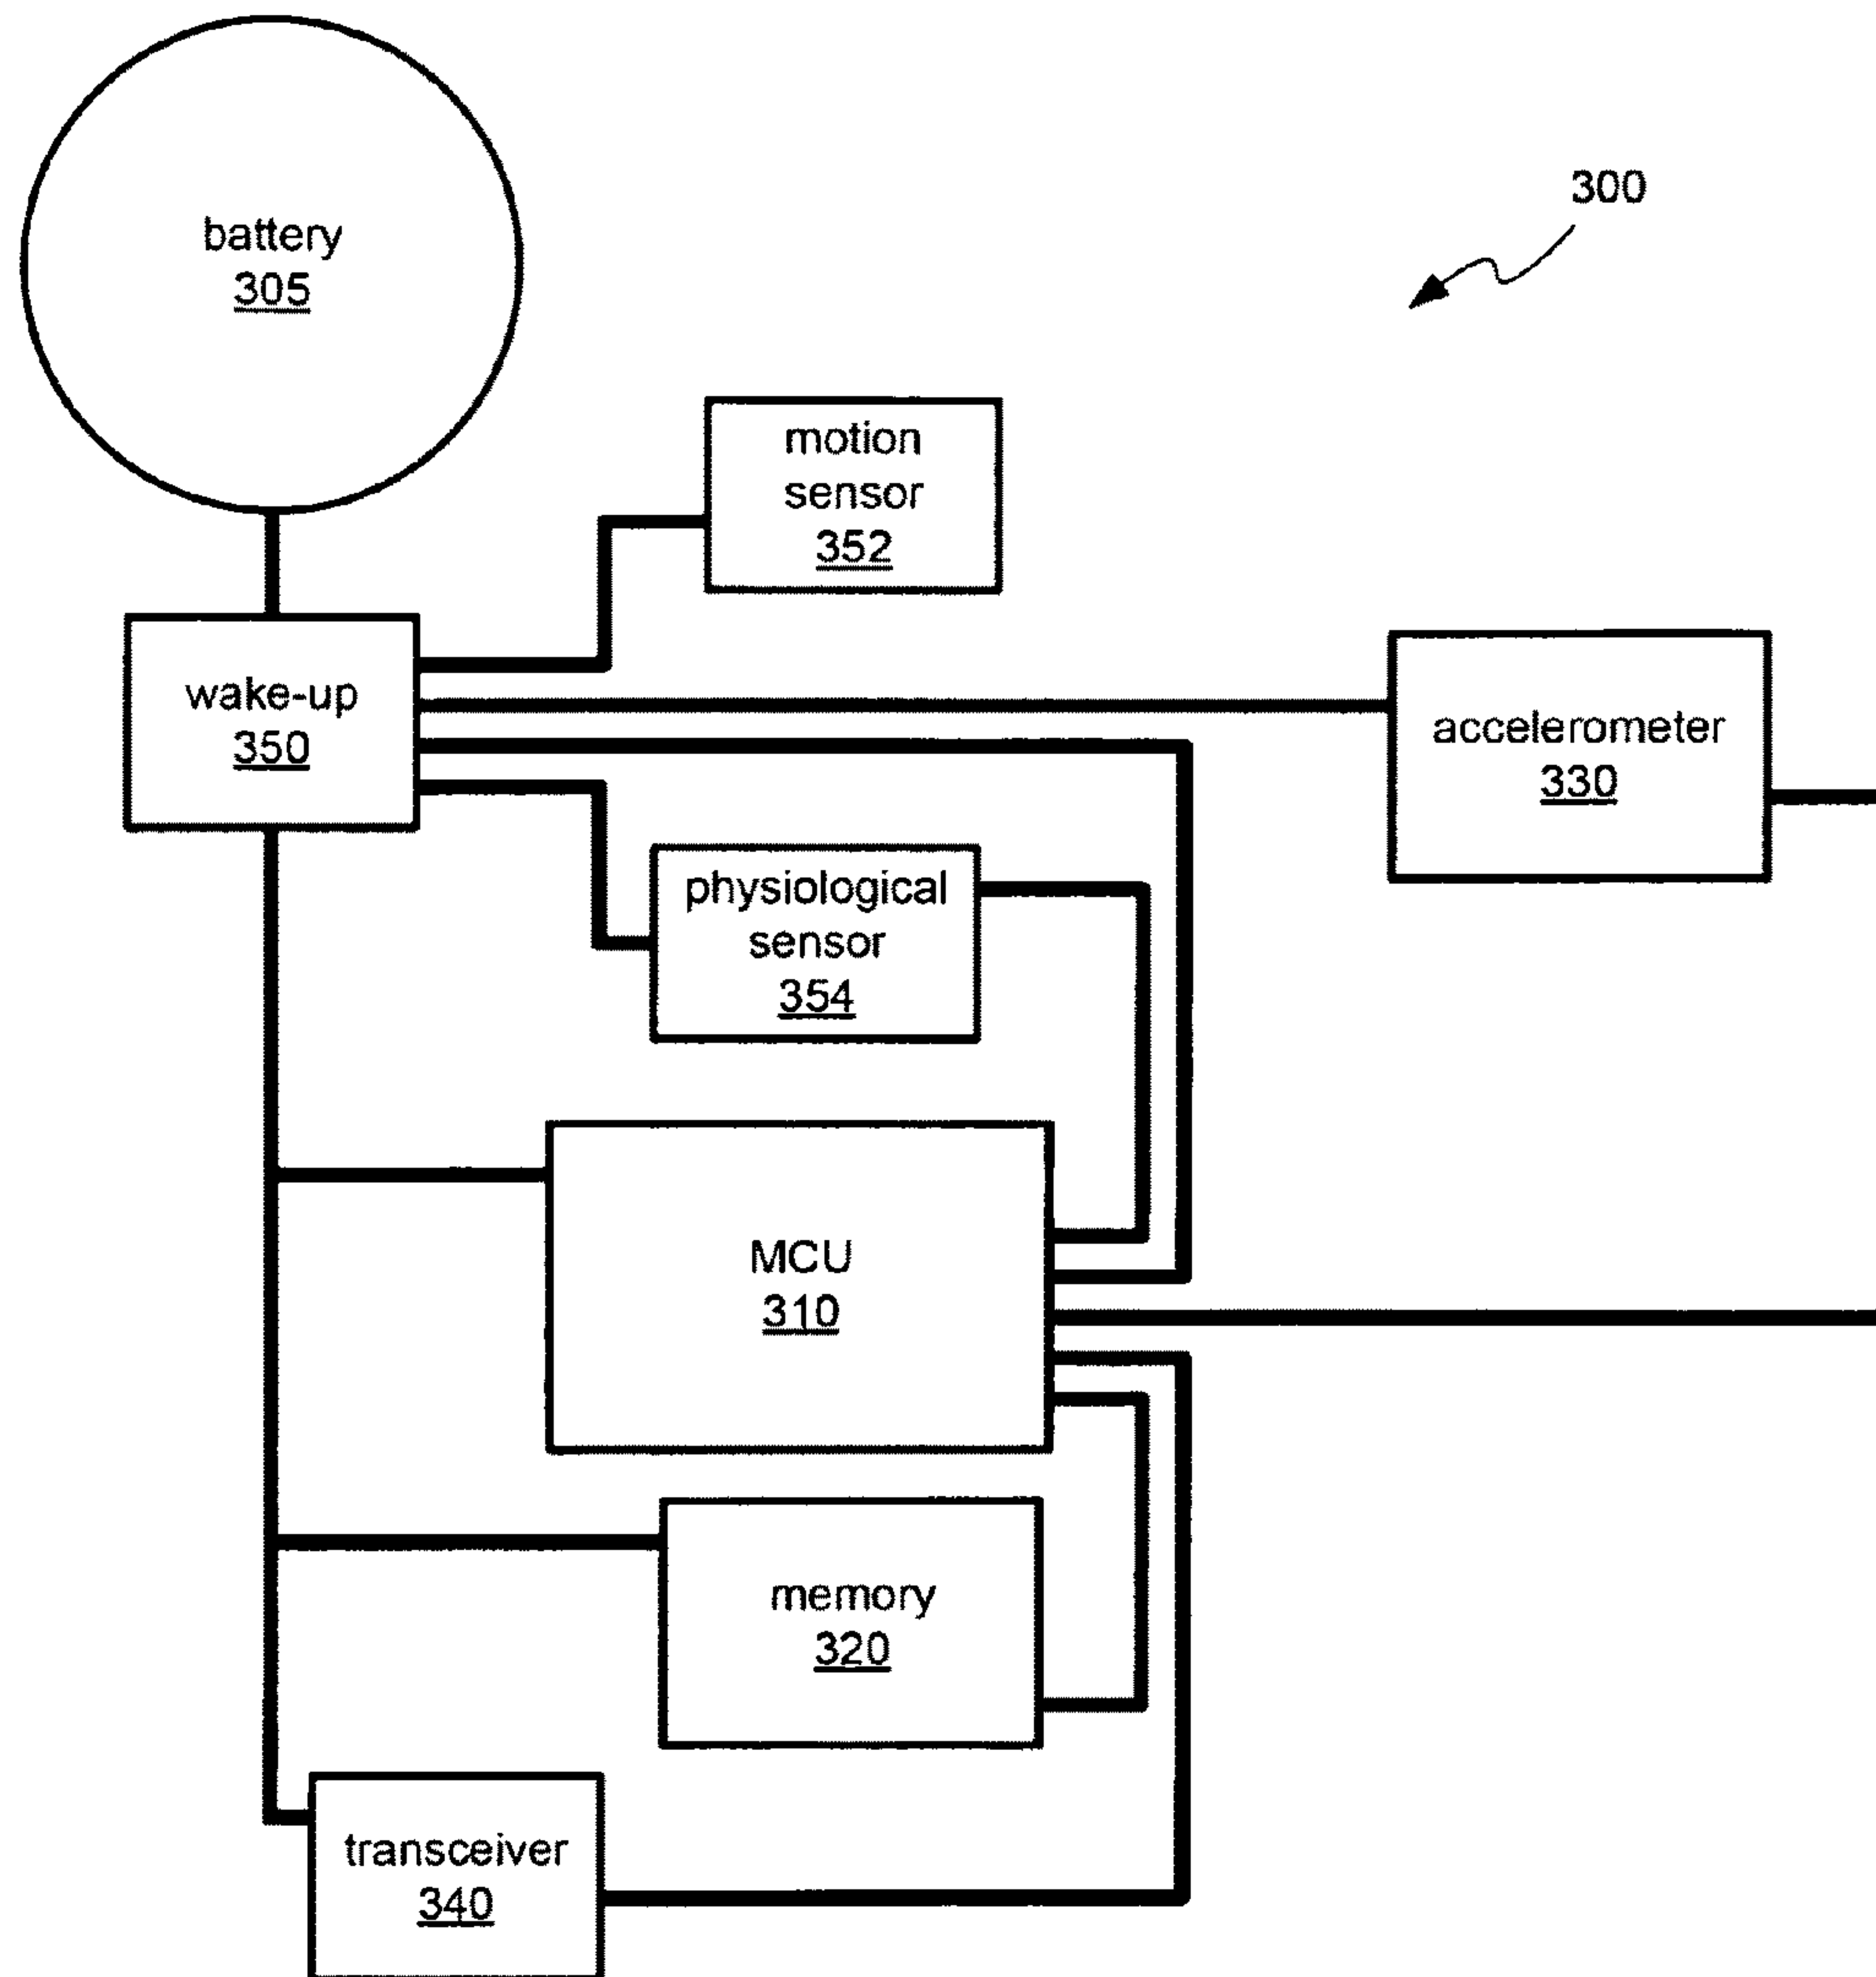 battery
305
300
motion
sensor
352
wake-up
350
accelerometer
330
physiological
sensor
354
MCU
310
memory
320
transceiver
340